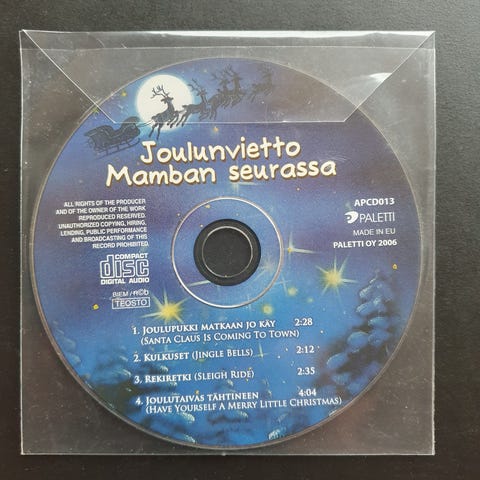 Joulunvietto
Mamban seurassa
ALL RIGHTS OF THE PRODUCER
AND OF THE OWNER OF THE WORK
REPRODUCED RESERVED.
UNAUTHORIZED COPYING, HIRING,
LENDING, PUBLIC PERFORMANCE
AND BROADCASTING OF THIS
RECORD PROHIBITED.
COMPACT
disc
DIGITAL AUDIO
BIEM / ncb
TEOSTO
APCD013
PALETTI
MADE IN EU
PALETTI OY 2006
1. JOULUPUKKI MATKAAN JO KÄY 2:28
(SANTA CLAUS IS COMING TO TOWN)
2. KULKUSET (JINGLE BELLS) 2:12
3. REKIRETKI (SLEIGH RIDE) 2:35
4. JOULUTAIVAS TÄHTINEEN 4:04
(HAVE YOURSELF A MERRY LITTLE CHRISTMAS)